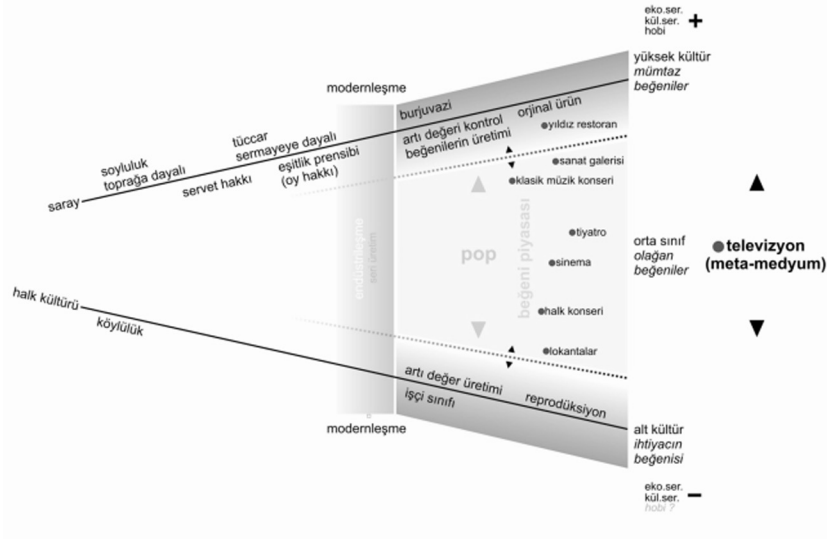 eko.ser.
kül.ser.
hobi
+
yüksek kültür
mümtaz
beğeniler
modernleşme
burjuvazi
orjinal ürün
artı değeri kontrol
beğenilerin üretimi
yıldız restoran
tüccar
sermayeye dayalı
soyluluk
toprağa dayalı
eşitlik prensibi
(oy hakkı)
servet hakkı
saray
sanat galerisi
klasik müzik konseri
endüstrileşme
seri üretim
pop
beğeni piyasası
tiyatro
sinema
orta sınıf
olağan
beğeniler
televizyon
(meta-medyum)
halk kültürü
köylülük
halk konseri
lokantalar
artı değer üretimi
işçi sınıfı
reprodüksiyon
modernleşme
alt kültür
ihtiyacın
beğenisi
eko.ser.
kül.ser.
hobi ?
−